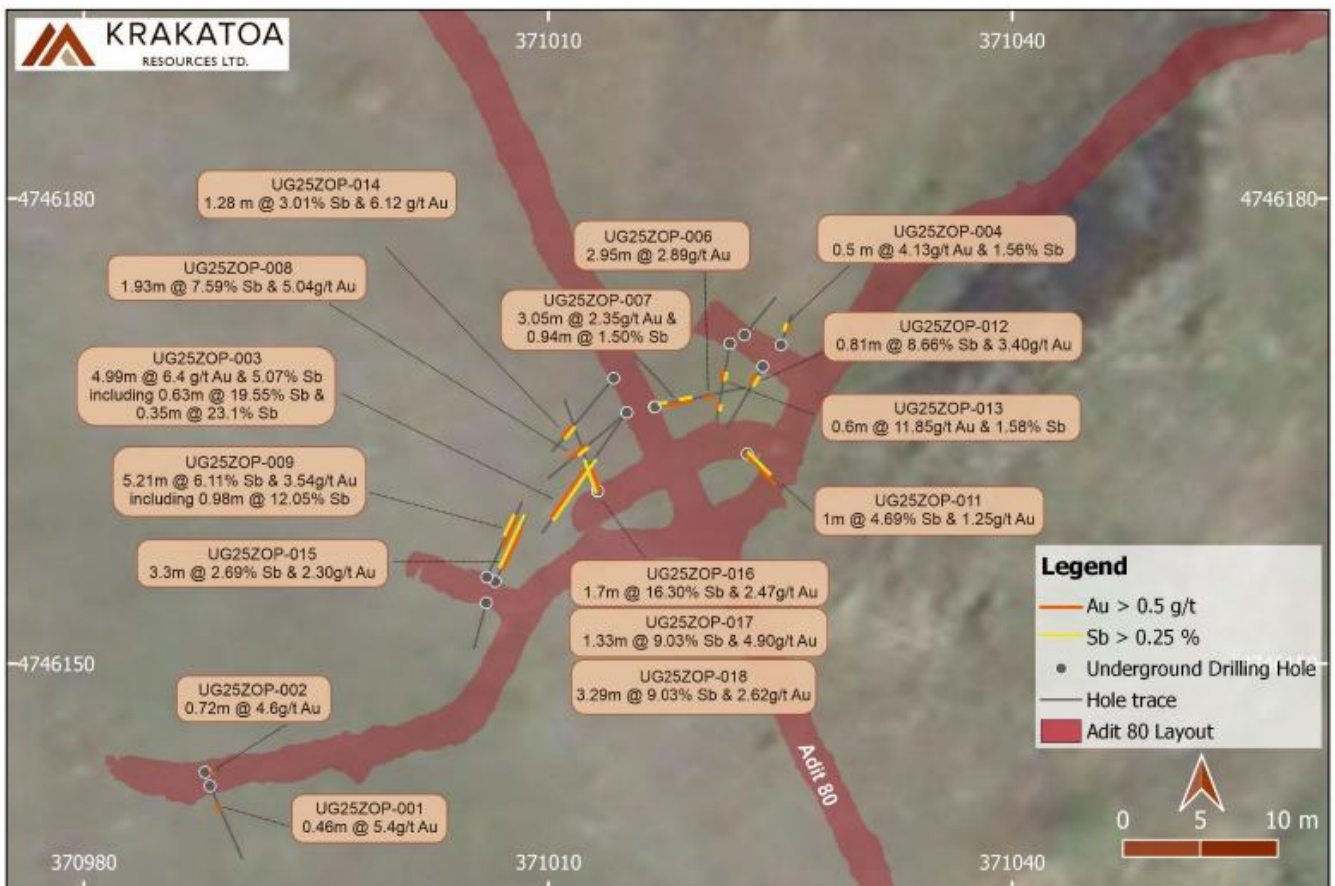 KRAKATOA
RESOURCES LTD.
371010
371040
4746180
4746180
UG25ZOP-014
1.28 m @ 3.01% Sb & 6.12 g/t Au
UG25ZOP-006
2.95m @ 2.89g/t Au
UG25ZOP-004
0.5 m @ 4.13g/t Au & 1.56% Sb
UG25ZOP-008
1.93m @ 7.59% Sb & 5.04g/t Au
UG25ZOP-007
3.05m @ 2.35g/t Au &
0.94m @ 1.50% Sb
UG25ZOP-012
0.81m @ 8.66% Sb & 3.40g/t Au
UG25ZOP-003
4.99m @ 6.4 g/t Au & 5.07% Sb
including 0.63m @ 19.55% Sb &
0.35m @ 23.1% Sb
UG25ZOP-013
0.6m @ 11.85g/t Au & 1.58% Sb
UG25ZOP-009
5.21m @ 6.11% Sb & 3.54g/t Au
including 0.98m @ 12.05% Sb
UG25ZOP-011
1m @ 4.69% Sb & 1.25g/t Au
UG25ZOP-015
3.3m @ 2.69% Sb & 2.30g/t Au
UG25ZOP-016
1.7m @ 16.30% Sb & 2.47g/t Au
UG25ZOP-017
1.33m @ 9.03% Sb & 4.90g/t Au
UG25ZOP-018
3.29m @ 9.03% Sb & 2.62g/t Au
Legend
Au > 0.5 g/t
Sb > 0.25 %
Underground Drilling Hole
Hole trace
Adit 80 Layout
4746150
4746150
UG25ZOP-002
0.72m @ 4.6g/t Au
UG25ZOP-001
0.46m @ 5.4g/t Au
Adit 80
0 5 10 m
370980
371010
371040